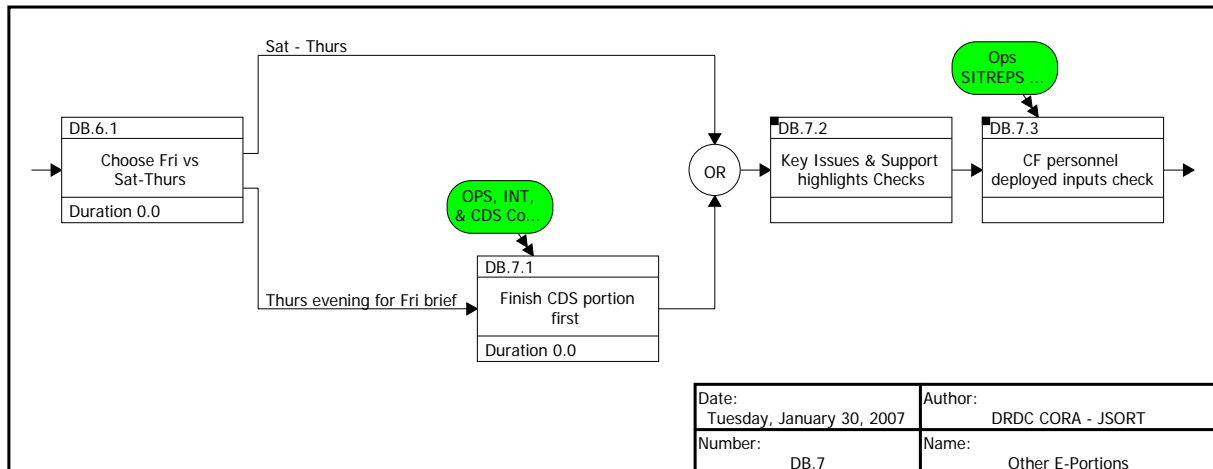 Sat - Thurs
Ops
SITREPS ...
DB.6.1
Choose Fri vs
Sat-Thurs
Duration 0.0
OR
DB.7.2
Key Issues & Support
highlights Checks
DB.7.3
CF personnel
deployed inputs check
OPS, INT,
& CDS Co...
Thurs evening for Fri brief
DB.7.1
Finish CDS portion
first
Duration 0.0
Date:
Tuesday, January 30, 2007
Author:
DRDC CORA - JSORT
Number:
DB.7
Name:
Other E-Portions